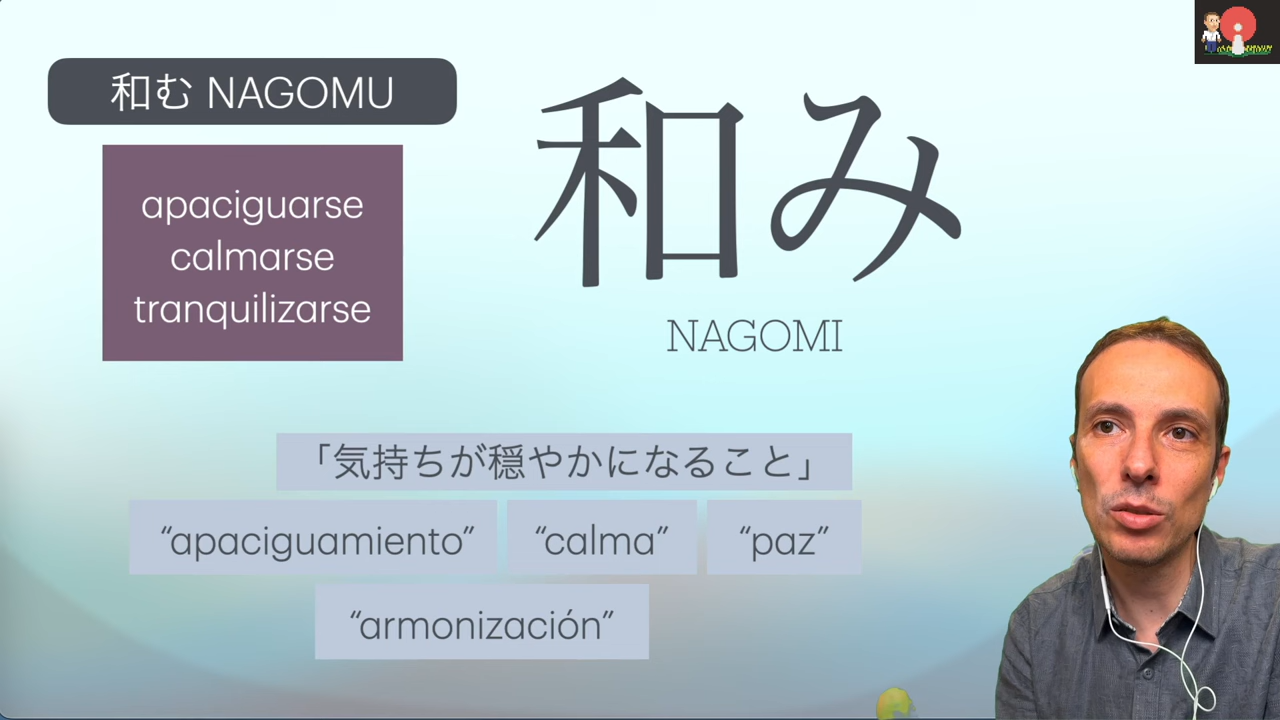 和む NAGOMU
apaciguarse
calmarse
tranquilizarse
和み
NAGOMI
「気持ちが穏やかになること」
“apaciguamiento” “calma” “paz”
“armonización”